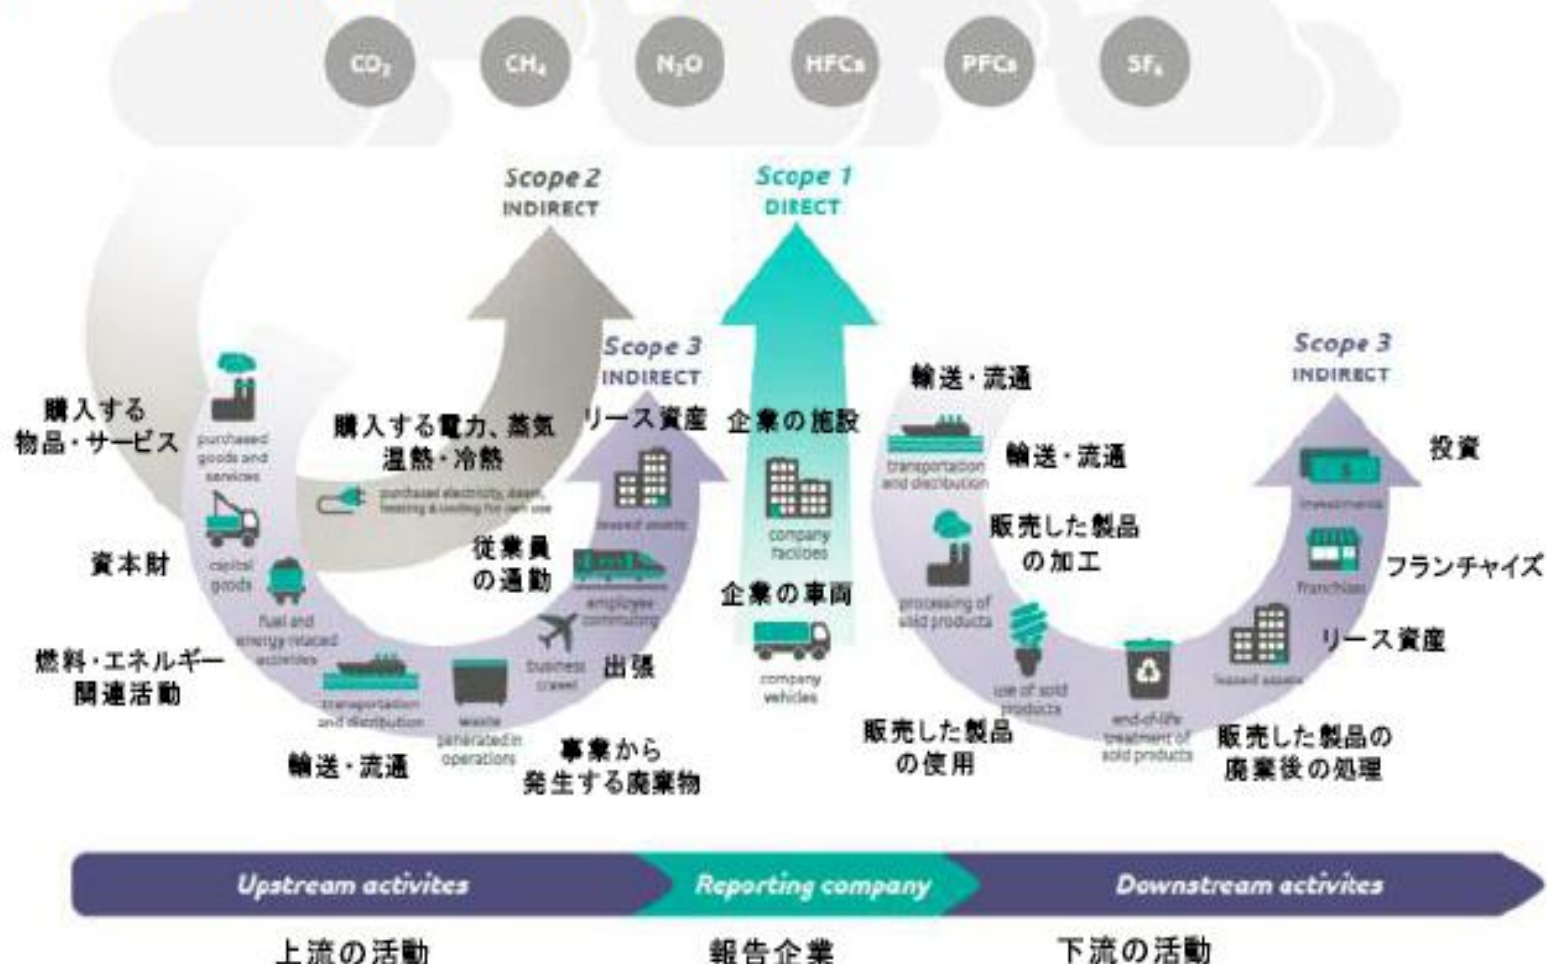 CO₂ CH₄ N₂O HFCs PFCs SF₆
Scope 2
INDIRECT
Scope 1
DIRECT
Scope 3
INDIRECT
Scope 3
INDIRECT
購入する
物品・サービス
purchased
goods and
services
資本財
capital
goods
燃料・エネルギー
関連活動
fuel and
energy related
activities
輸送・流通
transportation
and distribution
事業から
発生する廃棄物
waste
generated in
operations
出張
business
travel
従業員
の通勤
employee
commuting
リース資産
leased assets
購入する電力、蒸気
温熱・冷熱
purchased electricity, steam,
heating & cooling for own use
企業の施設
company
facilities
企業の車両
company
vehicles
輸送・流通
輸送・流通
transportation
and distribution
販売した製品
の加工
processing of
sold products
販売した製品
の使用
use of sold
products
販売した製品の
廃棄後の処理
end-of-life
treatment of
sold products
リース資産
leased assets
フランチャイズ
franchises
投資
investments
Upstream activites
Reporting company
Downstream activites
上流の活動
報告企業
下流の活動